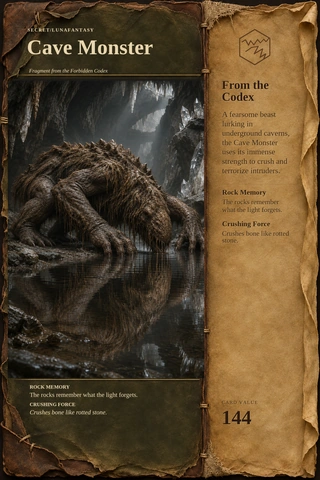 SECRET/LUNAFANTASY
Cave Monster
Fragment from the Forbidden Codex
ROCK MEMORY
The rocks remember what the light forgets.
CRUSHING FORCE
Crushes bone like rotted stone.
From the
Codex
A fearsome beast
lurking in
underground caverns,
the Cave Monster
uses its immense
strength to crush and
terrorize intruders.
Rock Memory
The rocks remember
what the light forgets.
Crushing Force
Crushes bone like rotted
stone.
CARD VALUE
144